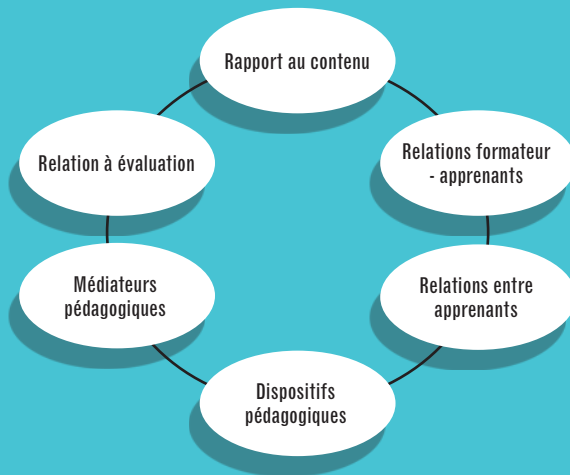 Rapport au contenu
Relations formateur
- apprenants
Relations entre
apprenants
Dispositifs
pédagogiques
Médiateurs
pédagogiques
Relation à évaluation